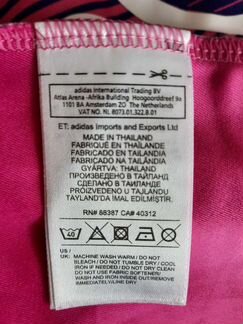 adidas International Trading BV
Atlas Arena -Afrika Building Hoogoorddreef 9a
1101 BA Amsterdam ZO The Netherlands
VAT NO. NL 8073.01.322.B.01
ET: adidas Imports and Exports Ltd
MADE IN THAILAND
FABRIQUÉ EN THAÏLANDE
FABRICADO EN TAILANDIA
FABRICADO NA TAILÂNDIA
GYÁRTVA: THAIFÖLD
ПРОИЗВЕДЕНО В ТАЙЛАНД
СДЕЛАНО В ТАИЛАНДЕ
PROIZVEDENO U TAJLANDU
TAYLAND'DA İMAL EDİLMİŞTİR.
RN# 88387 CA# 40312
40
US /
UK: MACHINE WASH WARM / DO NOT
BLEACH / DO NOT TUMBLE DRY / COOL
IRON IF NEEDED / DO NOT DRY CLEAN
DO NOT USE FABRIC SOFTENER
WASH AND IRON INSIDE OUT/REMOVE
IMMEDIATELY/LINE DRY